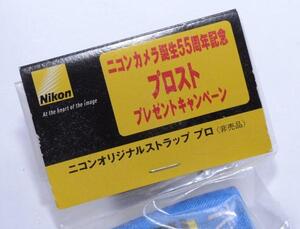 Nikon
At the heart of the image
ニコンカメラ誕生55周年記念
プロスト
プレゼントキャンペーン
ニコンオリジナルストラップ プロ〈非売品〉